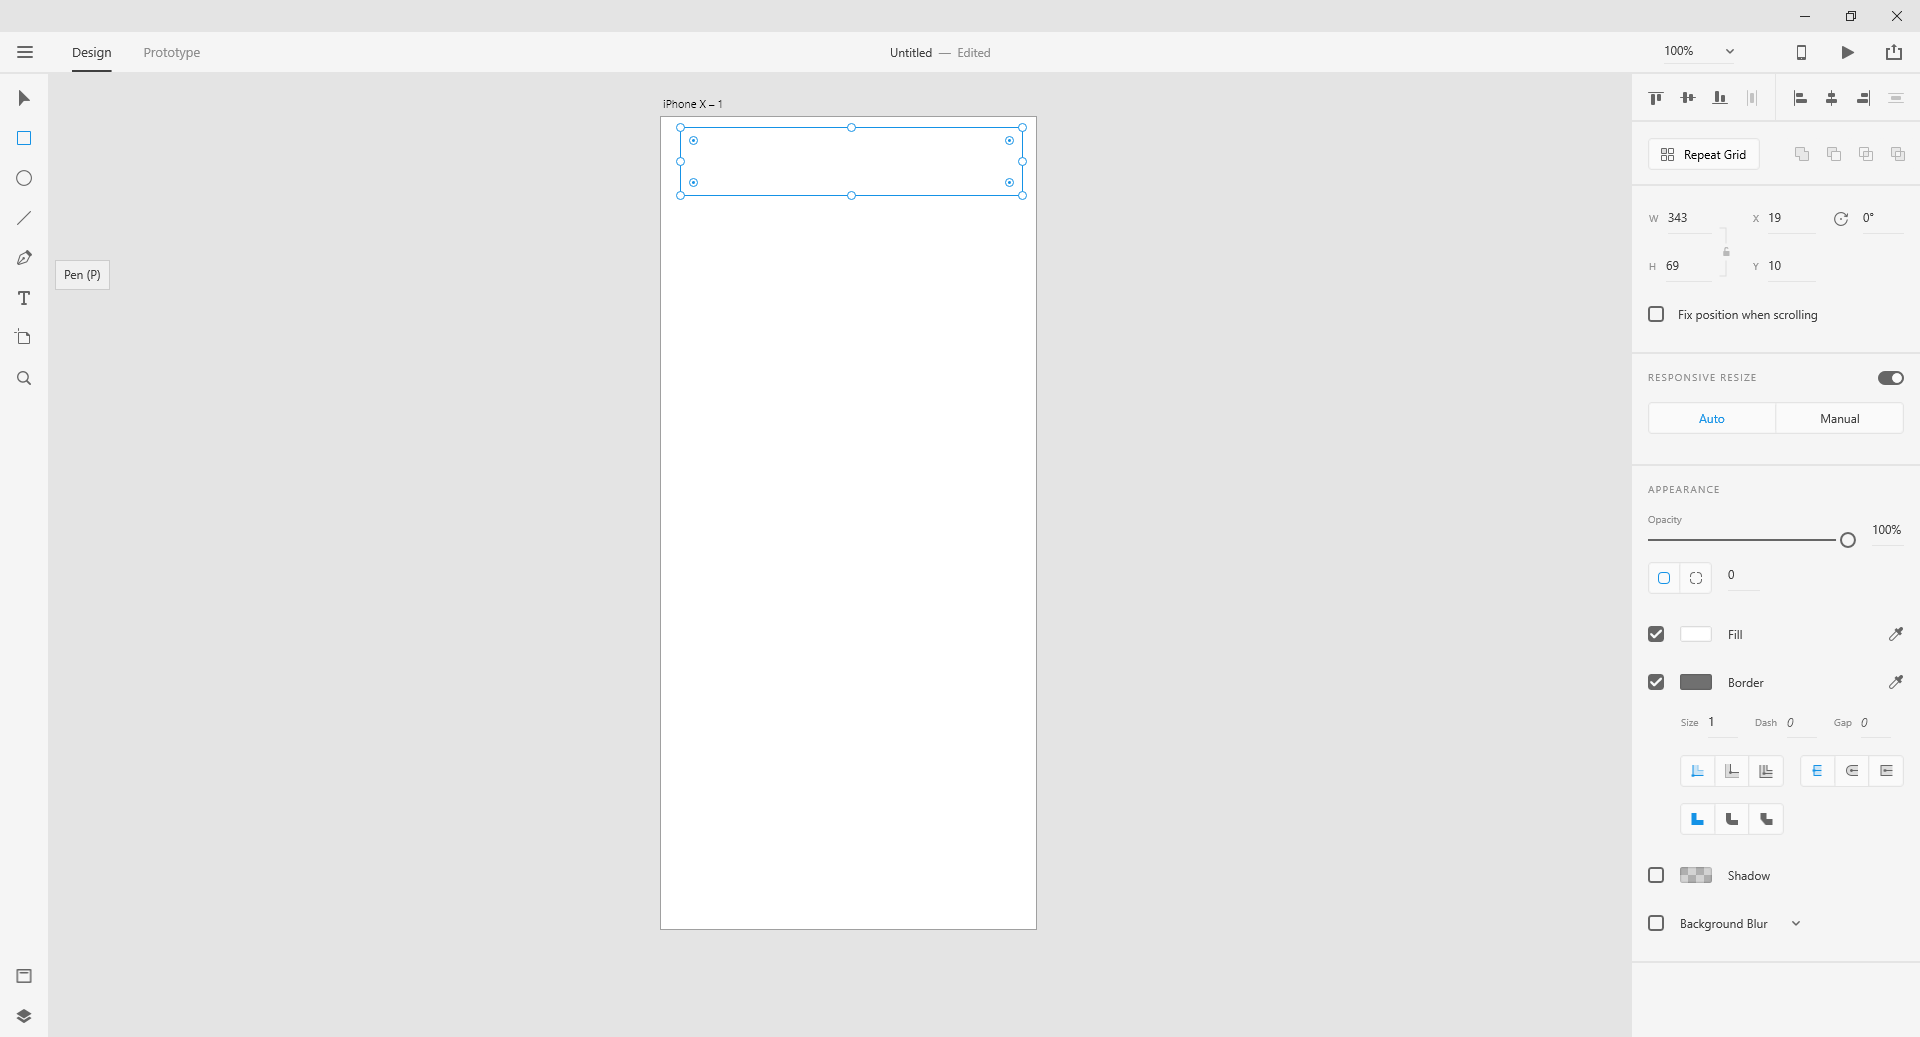 Design Prototype Untitled — Edited 100%
iPhone X – 1
Pen (P)
Repeat Grid
W 343 X 19 0°
H 69 Y 10
Fix position when scrolling
RESPONSIVE RESIZE
Auto Manual
APPEARANCE
Opacity
100%
0
Fill
Border
Size 1 Dash 0 Gap 0
Shadow
Background Blur